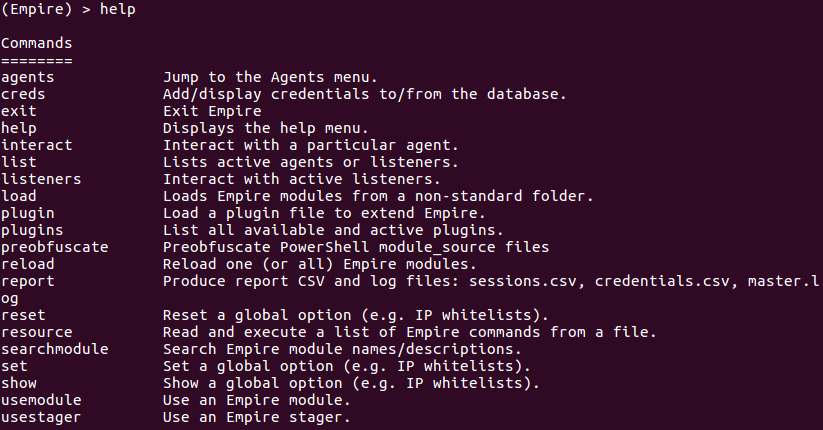 (Empire) > help
Commands
========
agents            Jump to the Agents menu.
creds             Add/display credentials to/from the database.
exit              Exit Empire
help              Displays the help menu.
interact          Interact with a particular agent.
list              Lists active agents or listeners.
listeners         Interact with active listeners.
load              Loads Empire modules from a non-standard folder.
plugin            Load a plugin file to extend Empire.
plugins           List all available and active plugins.
preobfuscate      Preobfuscate PowerShell module_source files
reload            Reload one (or all) Empire modules.
report            Produce report CSV and log files: sessions.csv, credentials.csv, master.l
og
reset             Reset a global option (e.g. IP whitelists).
resource          Read and execute a list of Empire commands from a file.
searchmodule      Search Empire module names/descriptions.
set               Set a global option (e.g. IP whitelists).
show              Show a global option (e.g. IP whitelists).
usemodule         Use an Empire module.
usestager         Use an Empire stager.